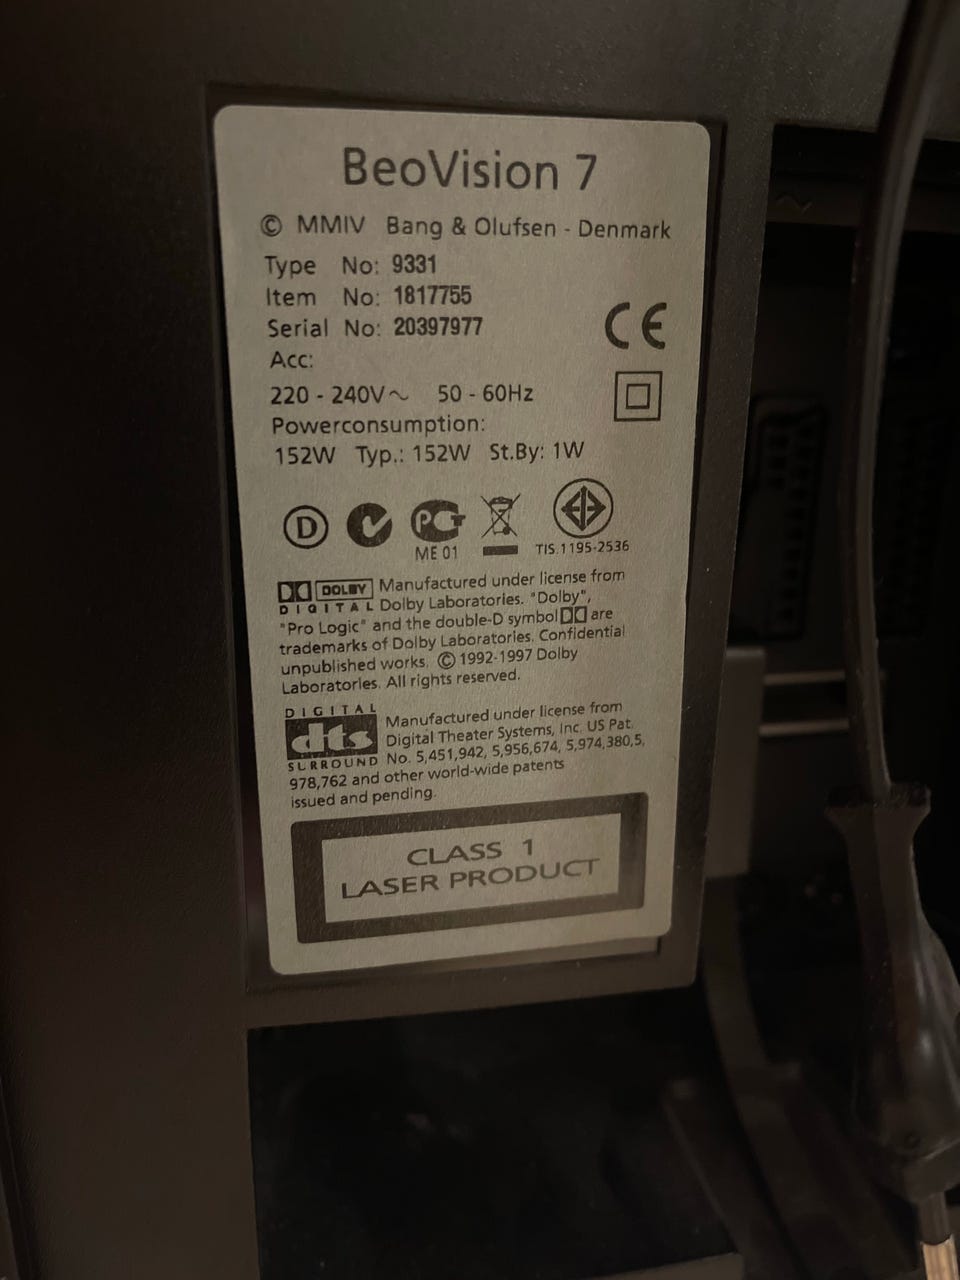 BeoVision 7
© MMIV Bang & Olufsen - Denmark
Type No: 9331
Item No: 1817755
Serial No: 20397977
Acc:
220 - 240V~ 50 - 60Hz
Powerconsumption:
152W Typ.: 152W St.By: 1W
CE
D
PG
ME 01
TIS.1195-2536
DOLBY
DIGITAL
Manufactured under license from
Dolby Laboratories. "Dolby",
"Pro Logic" and the double-D symbol are
trademarks of Dolby Laboratories. Confidential
unpublished works. © 1992-1997 Dolby
Laboratories. All rights reserved.
DIGITAL
dts
SURROUND
Manufactured under license from
Digital Theater Systems, Inc. US Pat.
No. 5,451,942, 5,956,674, 5,974,380,5,
978,762 and other world-wide patents
issued and pending.
CLASS 1
LASER PRODUCT